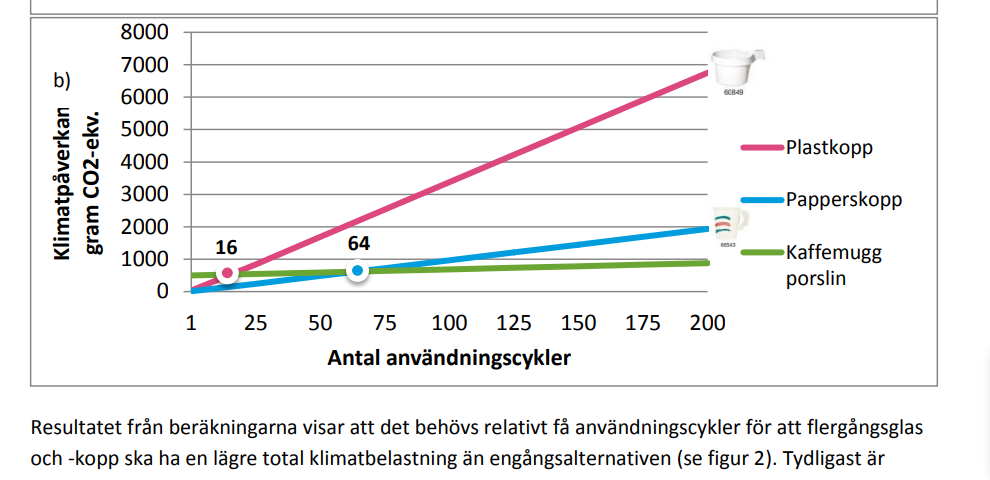 8000
7000
b)
6000
5000
4000
3000
2000
1000
0
Klimatpåverkan
gram CO2-ekv.
16
64
60849
66543
1 25 50 75 100 125 150 175 200
Antal användningscykler
Plastkopp
Papperskopp
Kaffemugg
porslin
Resultatet från beräkningarna visar att det behövs relativt få användningscykler för att flergångsglas
och -kopp ska ha en lägre total klimatbelastning än engångsalternativen (se figur 2). Tydligast är